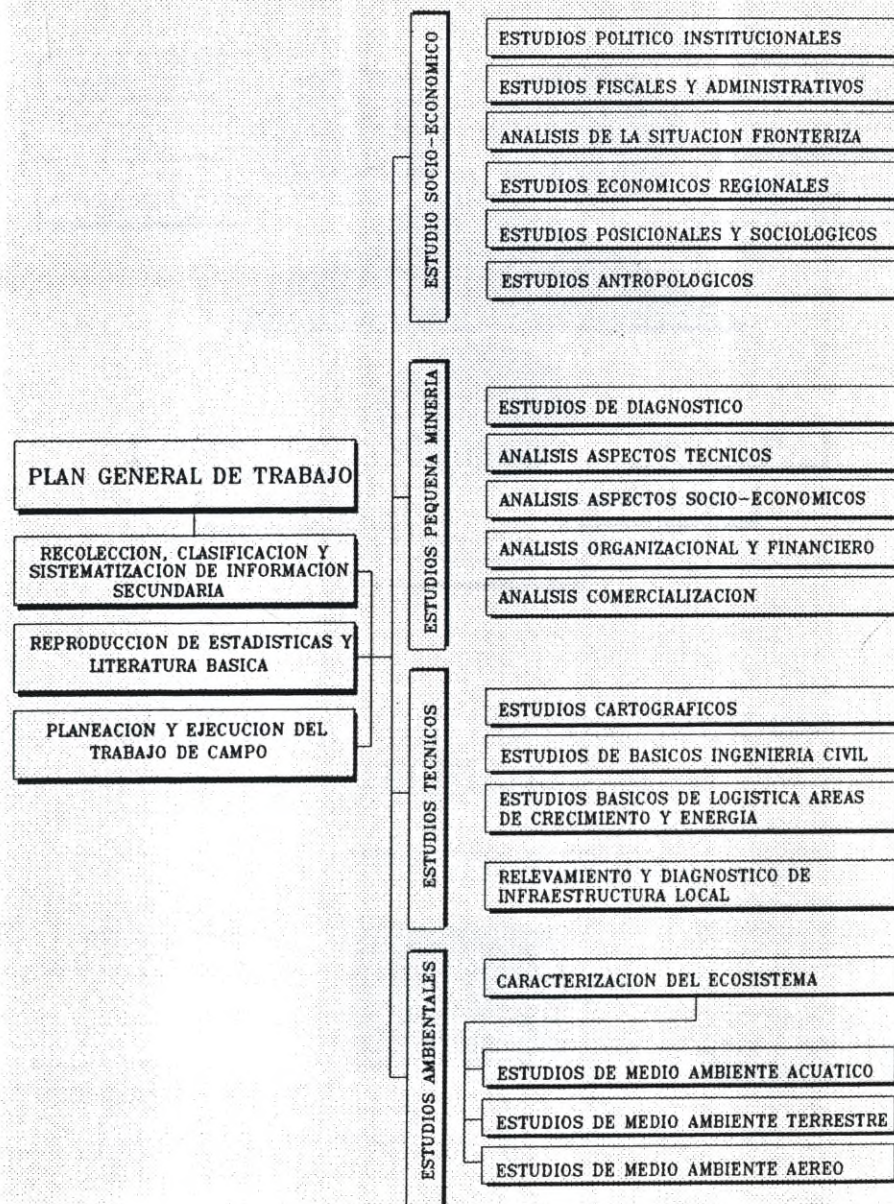 PLAN GENERAL DE TRABAJO
RECOLECCION, CLASIFICACION Y
SISTEMATIZACION DE INFORMACION
SECUNDARIA
REPRODUCCION DE ESTADISTICAS Y
LITERATURA BASICA
PLANEACION Y EJECUCION DEL
TRABAJO DE CAMPO
ESTUDIO SOCIO-ECONOMICO
ESTUDIOS POLITICO INSTITUCIONALES
ESTUDIOS FISCALES Y ADMINISTRATIVOS
ANALISIS DE LA SITUACION FRONTERIZA
ESTUDIOS ECONOMICOS REGIONALES
ESTUDIOS POSICIONALES Y SOCIOLOGICOS
ESTUDIOS ANTROPOLOGICOS
ESTUDIOS PEQUENA MINERIA
ESTUDIOS DE DIAGNOSTICO
ANALISIS ASPECTOS TECNICOS
ANALISIS ASPECTOS SOCIO-ECONOMICOS
ANALISIS ORGANIZACIONAL Y FINANCIERO
ANALISIS COMERCIALIZACION
ESTUDIOS TECNICOS
ESTUDIOS CARTOGRAFICOS
ESTUDIOS DE BASICOS INGENIERIA CIVIL
ESTUDIOS BASICOS DE LOGISTICA AREAS
DE CRECIMIENTO Y ENERGIA
RELEVAMIENTO Y DIAGNOSTICO DE
INFRAESTRUCTURA LOCAL
ESTUDIOS AMBIENTALES
CARACTERIZACION DEL ECOSISTEMA
ESTUDIOS DE MEDIO AMBIENTE ACUATICO
ESTUDIOS DE MEDIO AMBIENTE TERRESTRE
ESTUDIOS DE MEDIO AMBIENTE AEREO